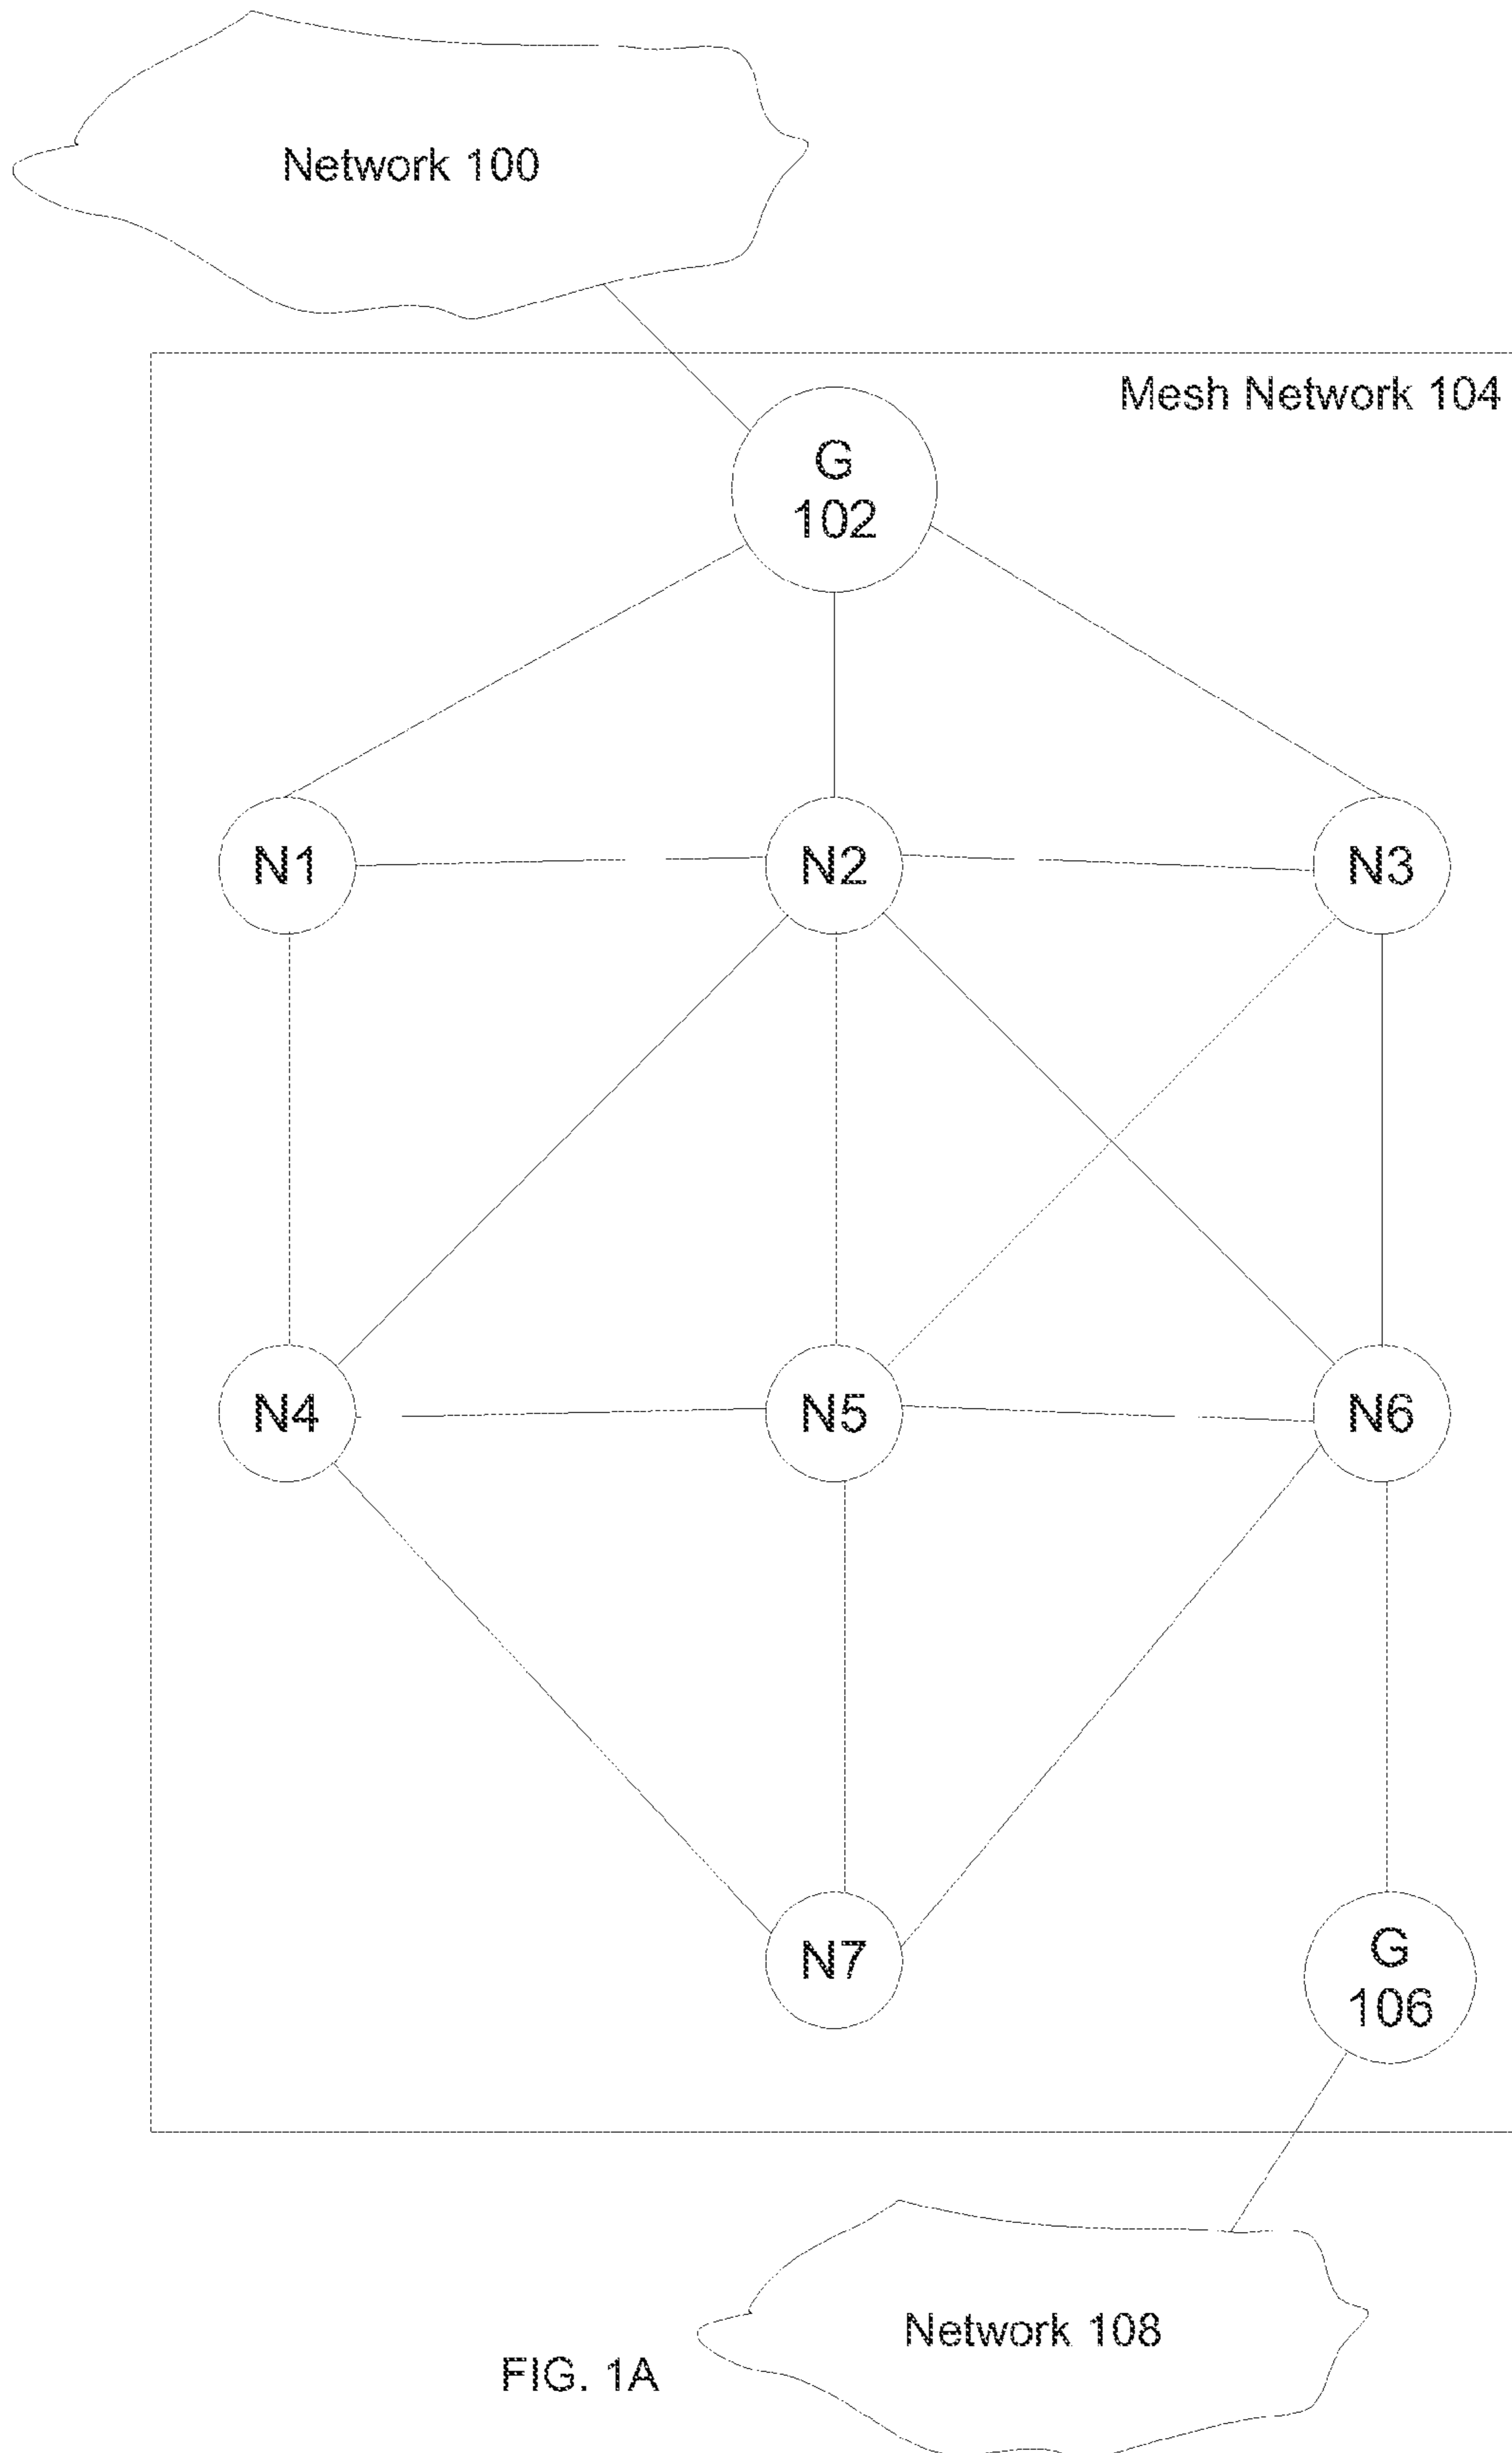 Network 100
Mesh Network 104
G
102
N1
N2
N3
N4
N5
N6
N7
G
106
Network 108
FIG. 1A